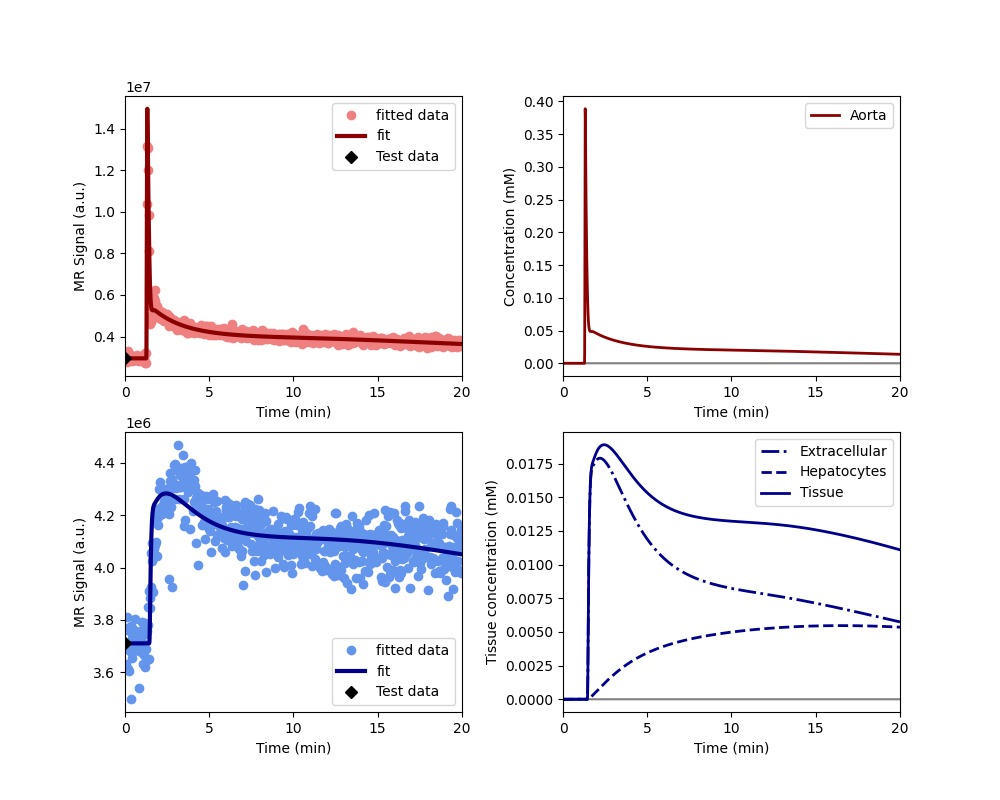 1e7
MR Signal (a.u.)
1.4
1.2
1.0
0.8
0.6
0.4
fitted data
fit
Test data
0 5 10 15 20
Time (min)
Concentration (mM)
0.40
0.35
0.30
0.25
0.20
0.15
0.10
0.05
0.00
Aorta
0 5 10 15 20
Time (min)
1e6
MR Signal (a.u.)
4.4
4.2
4.0
3.8
3.6
fitted data
fit
Test data
0 5 10 15 20
Time (min)
Tissue concentration (mM)
0.0175
0.0150
0.0125
0.0100
0.0075
0.0050
0.0025
0.0000
Extracellular
Hepatocytes
Tissue
0 5 10 15 20
Time (min)